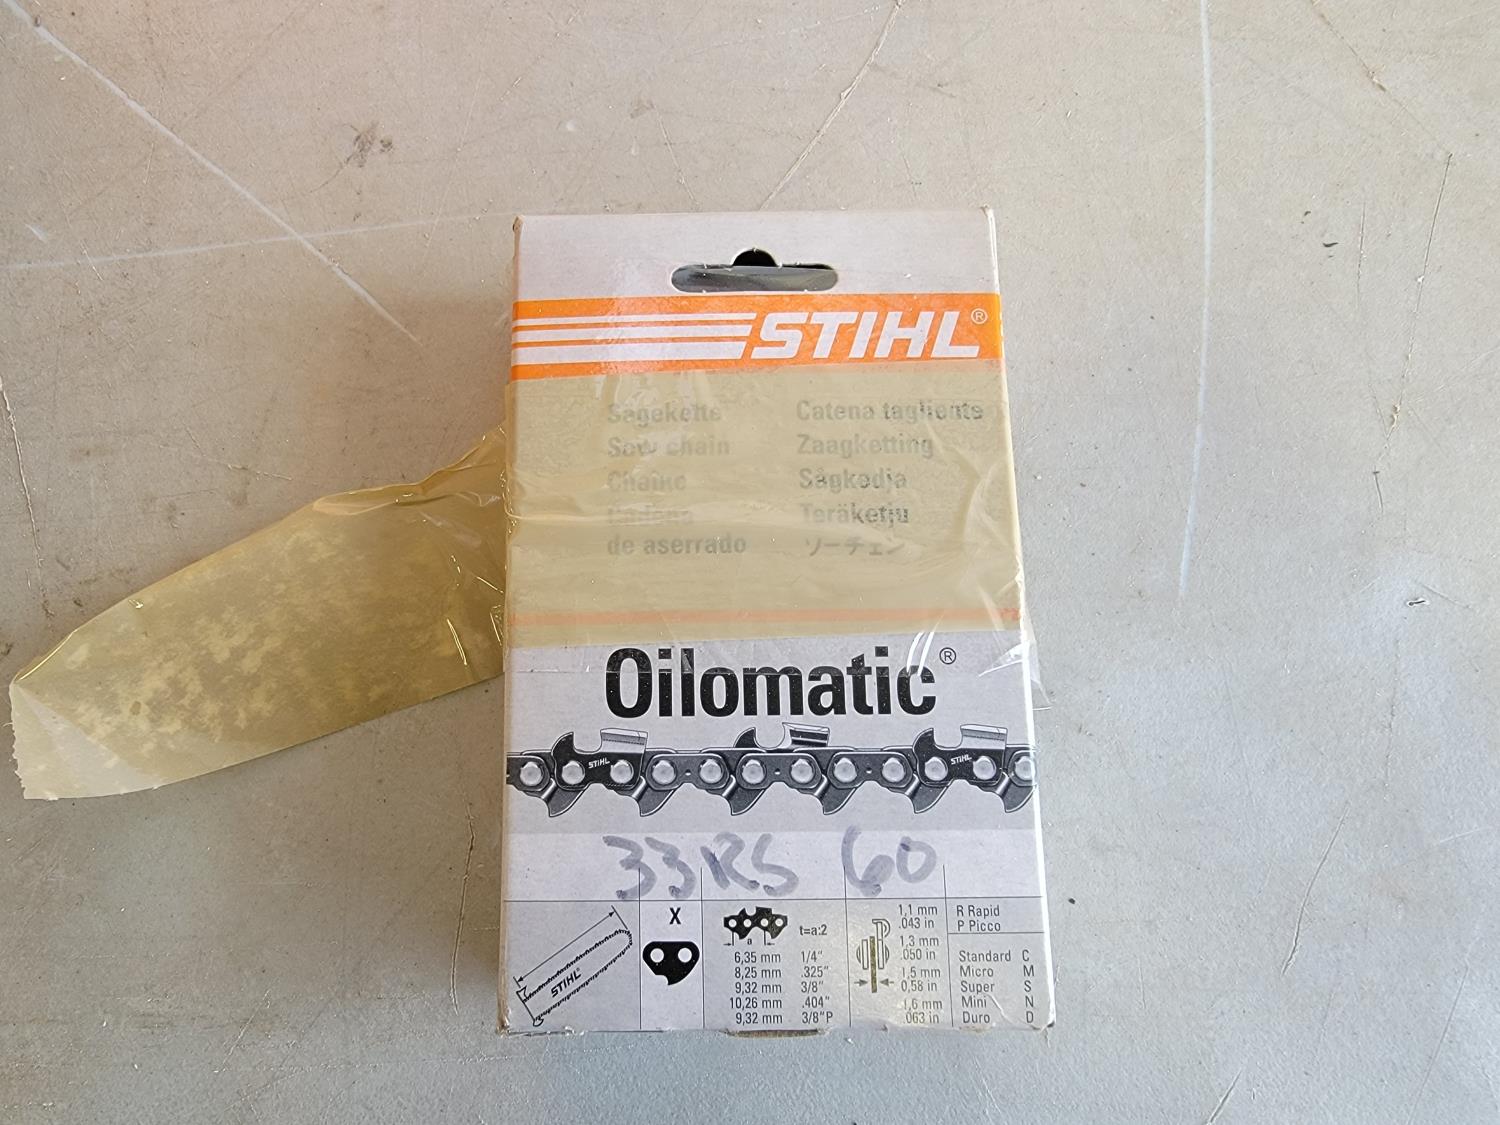 STIHL®
Sägekette
Saw chain
Chaîne
Cadena
de aserrado
Catena tagliente
Zaagketting
Sågkedja
Teräketju
ソーチェン
Oilomatic®
STIHL
STIHL
33RS 60
STIHL®
X
a
t=a:2
6,35 mm 1/4"
8,25 mm .325"
9,32 mm 3/8"
10,26 mm .404"
9,32 mm 3/8"P
1,1 mm
.043 in
1,3 mm
.050 in
1,5 mm
0,58 in
1,6 mm
.063 in
R Rapid
P Picco
Standard C
Micro M
Super S
Mini N
Duro D